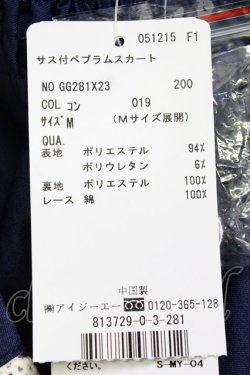 051215 F1
サス付ペプラムスカート
NO GG281X23 200
COL コン 019
サイズ M (Mサイズ展開)
QUA.
表地 ポリエステル 94%
ポリウレタン 6%
裏地 ポリエステル 100%
レース 綿 100%
中国製
㈱アイジーエー 0120-365-128
813729-0-3-281
ください。 S-MY-04